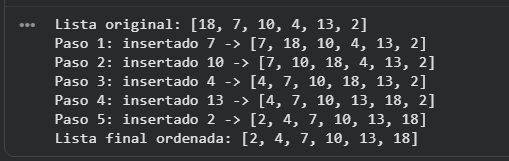 Lista original: [18, 7, 10, 4, 13, 2]
Paso 1: insertado 7 -> [7, 18, 10, 4, 13, 2]
Paso 2: insertado 10 -> [7, 10, 18, 4, 13, 2]
Paso 3: insertado 4 -> [4, 7, 10, 18, 13, 2]
Paso 4: insertado 13 -> [4, 7, 10, 13, 18, 2]
Paso 5: insertado 2 -> [2, 4, 7, 10, 13, 18]
Lista final ordenada: [2, 4, 7, 10, 13, 18]